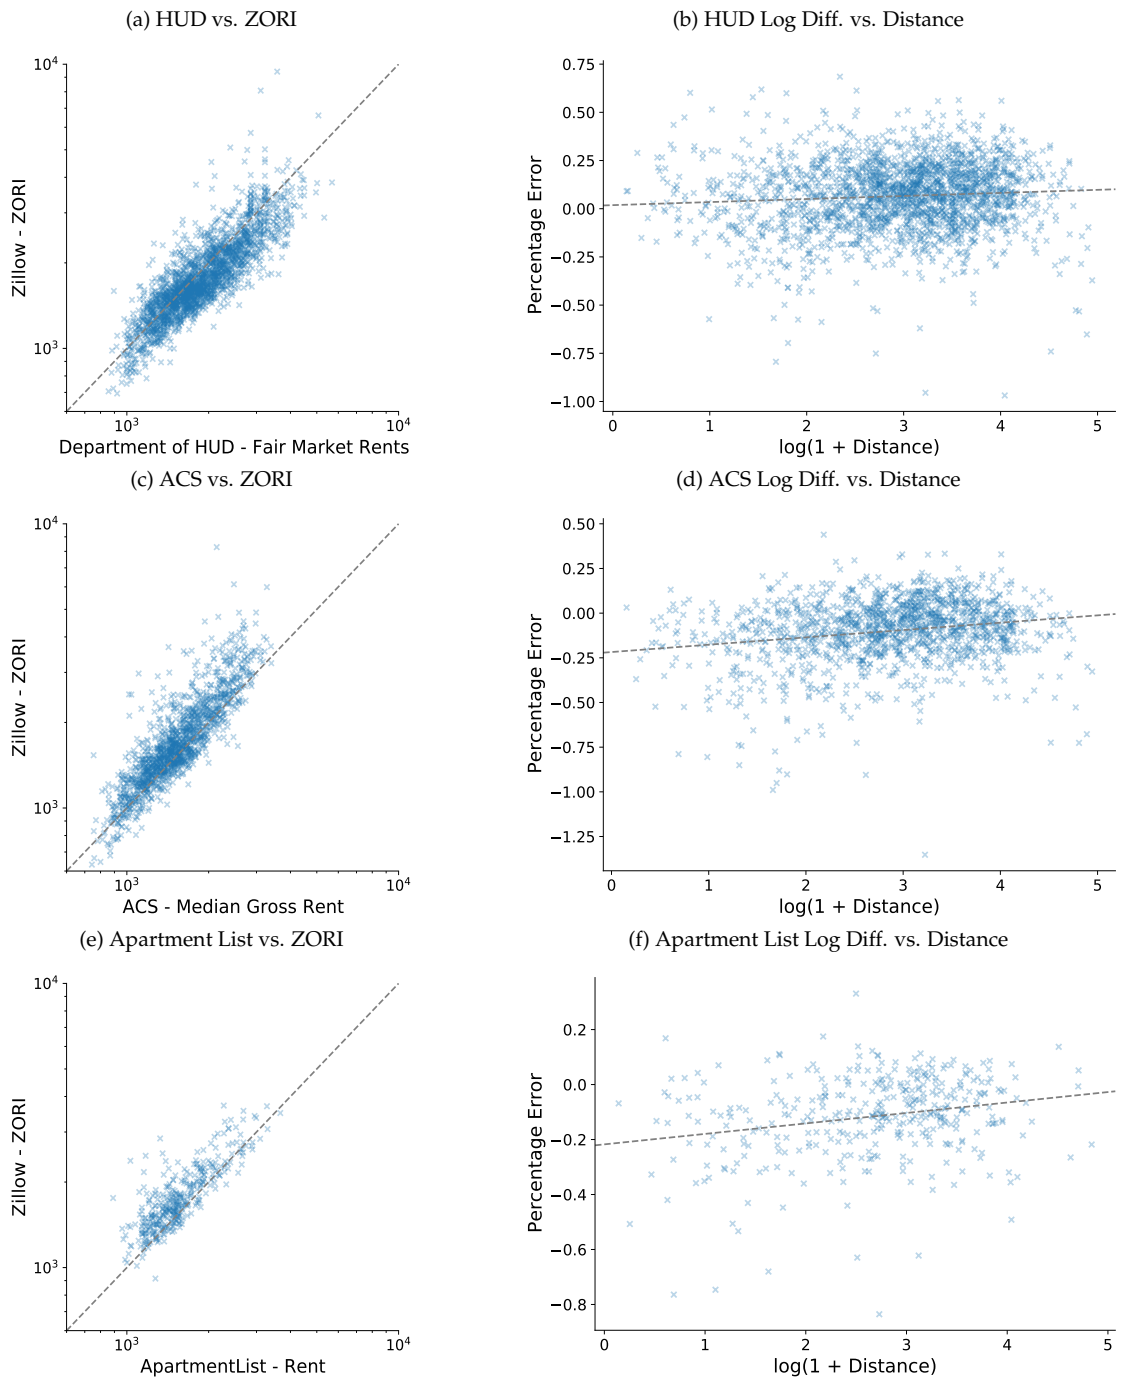 (a) HUD vs. ZORI
10^4
10^3
Zillow - ZORI
10^3
10^4
Department of HUD - Fair Market Rents
(b) HUD Log Diff. vs. Distance
0.75
0.50
0.25
0.00
−0.25
−0.50
−0.75
−1.00
Percentage Error
0 1 2 3 4 5
log(1 + Distance)
(c) ACS vs. ZORI
10^4
10^3
Zillow - ZORI
10^3
10^4
ACS - Median Gross Rent
(d) ACS Log Diff. vs. Distance
0.50
0.25
0.00
−0.25
−0.50
−0.75
−1.00
−1.25
Percentage Error
0 1 2 3 4 5
log(1 + Distance)
(e) Apartment List vs. ZORI
10^4
10^3
Zillow - ZORI
10^3
10^4
ApartmentList - Rent
(f) Apartment List Log Diff. vs. Distance
0.2
0.0
−0.2
−0.4
−0.6
−0.8
Percentage Error
0 1 2 3 4 5
log(1 + Distance)